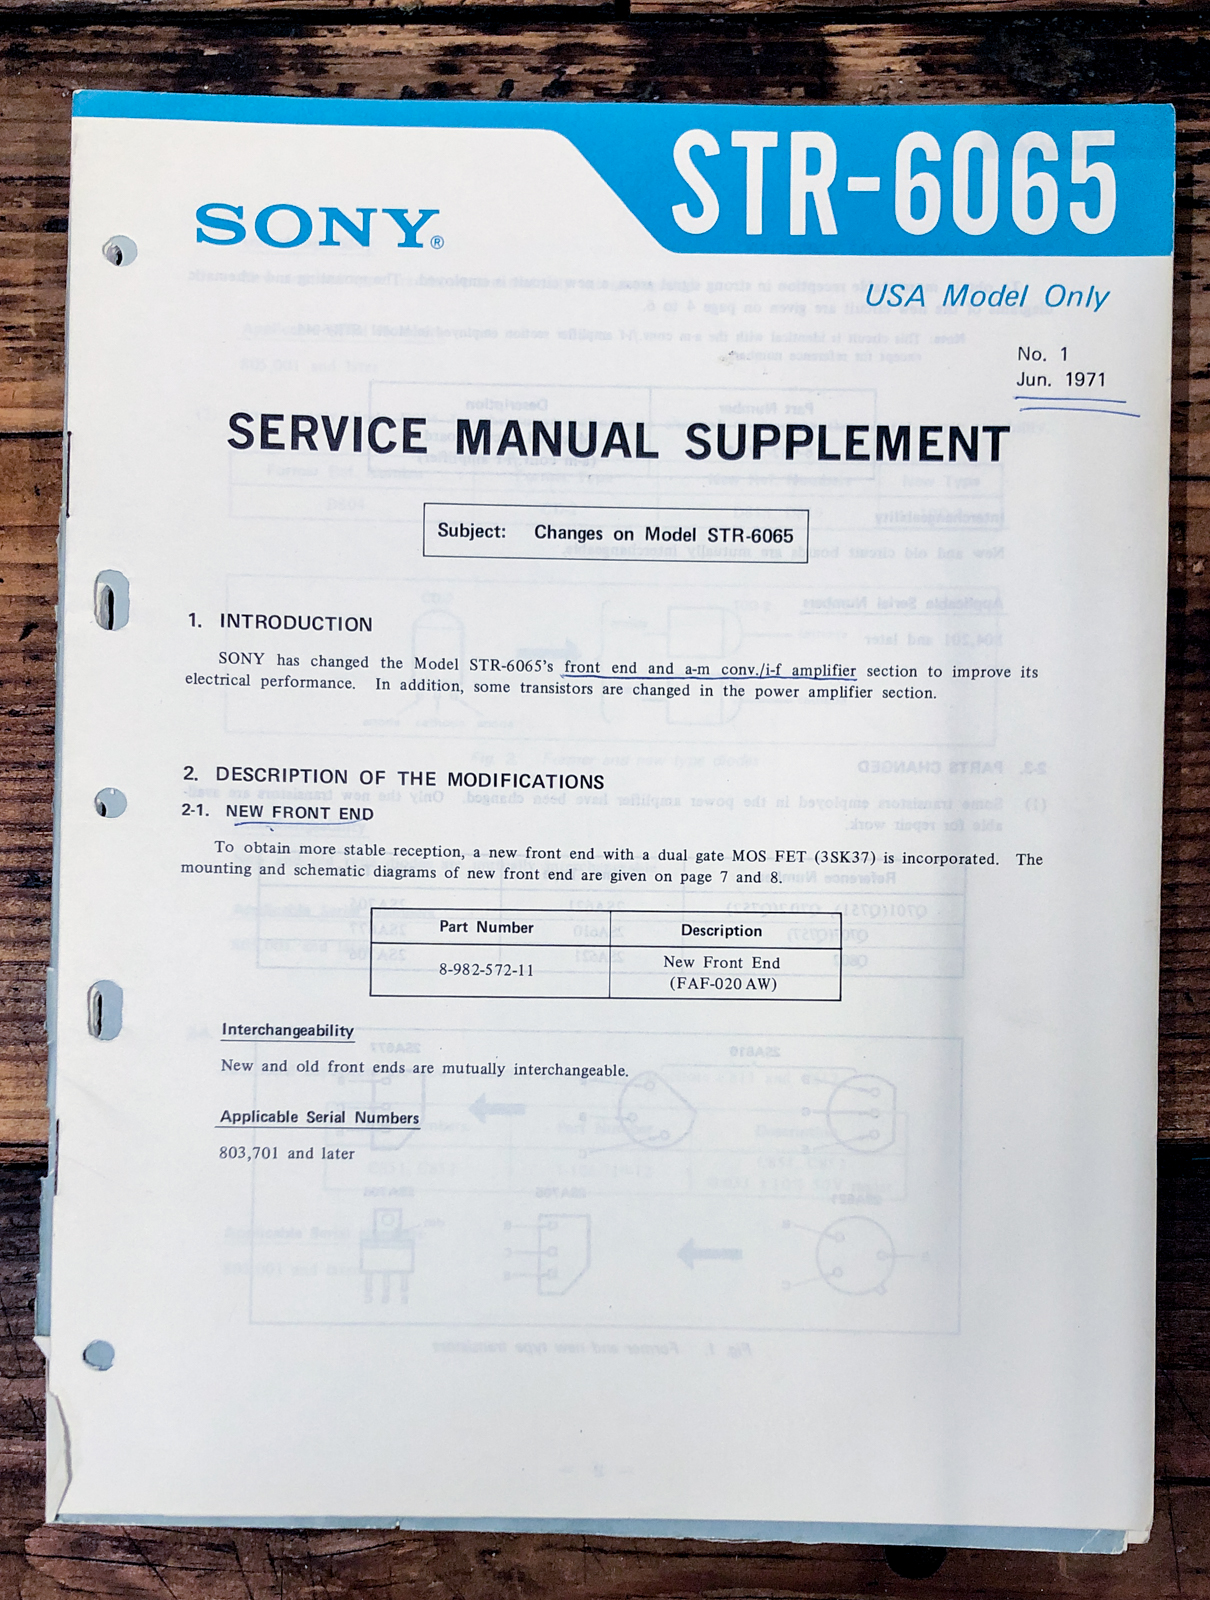 STR-6065
SONY®
USA Model Only
No. 1
Jun. 1971
SERVICE MANUAL SUPPLEMENT
Subject: Changes on Model STR-6065
1. INTRODUCTION
SONY has changed the Model STR-6065's front end and a-m conv./i-f amplifier section to improve its
electrical performance. In addition, some transistors are changed in the power amplifier section.
2. DESCRIPTION OF THE MODIFICATIONS
2-1. NEW FRONT END
To obtain more stable reception, a new front end with a dual gate MOS FET (3SK37) is incorporated. The
mounting and schematic diagrams of new front end are given on page 7 and 8.
Part Number Description
8-982-572-11 New Front End
(FAF-020 AW)
Interchangeability
New and old front ends are mutually interchangeable.
Applicable Serial Numbers
803,701 and later